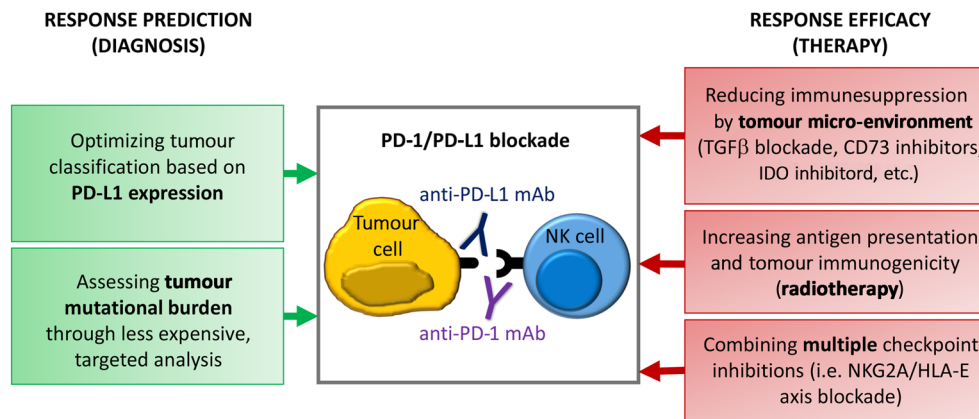 RESPONSE PREDICTION
(DIAGNOSIS)
Optimizing tumour
classification based on
PD-L1 expression
Assessing tumour
mutational burden
through less expensive,
targeted analysis
PD-1/PD-L1 blockade
anti-PD-L1 mAb
Tumour
cell
NK cell
anti-PD-1 mAb
RESPONSE EFFICACY
(THERAPY)
Reducing immunesuppression
by tomour micro-environment
(TGFβ blockade, CD73 inhibitors,
IDO inhibitord, etc.)
Increasing antigen presentation
and tomour immunogenicity
(radiotherapy)
Combining multiple checkpoint
inhibitions (i.e. NKG2A/HLA-E
axis blockade)